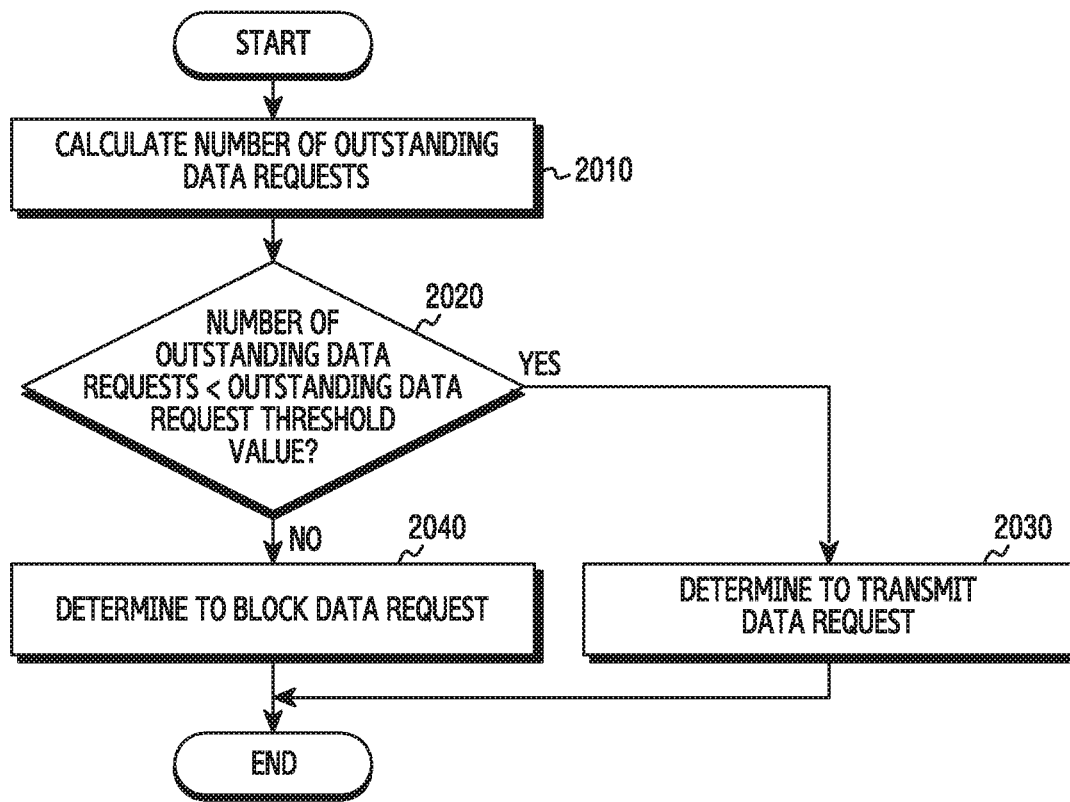 START
CALCULATE NUMBER OF OUTSTANDING
DATA REQUESTS
2010
2020
NUMBER OF
OUTSTANDING DATA
REQUESTS < OUTSTANDING DATA
REQUEST THRESHOLD
VALUE?
YES
NO
2040
DETERMINE TO BLOCK DATA REQUEST
2030
DETERMINE TO TRANSMIT
DATA REQUEST
END